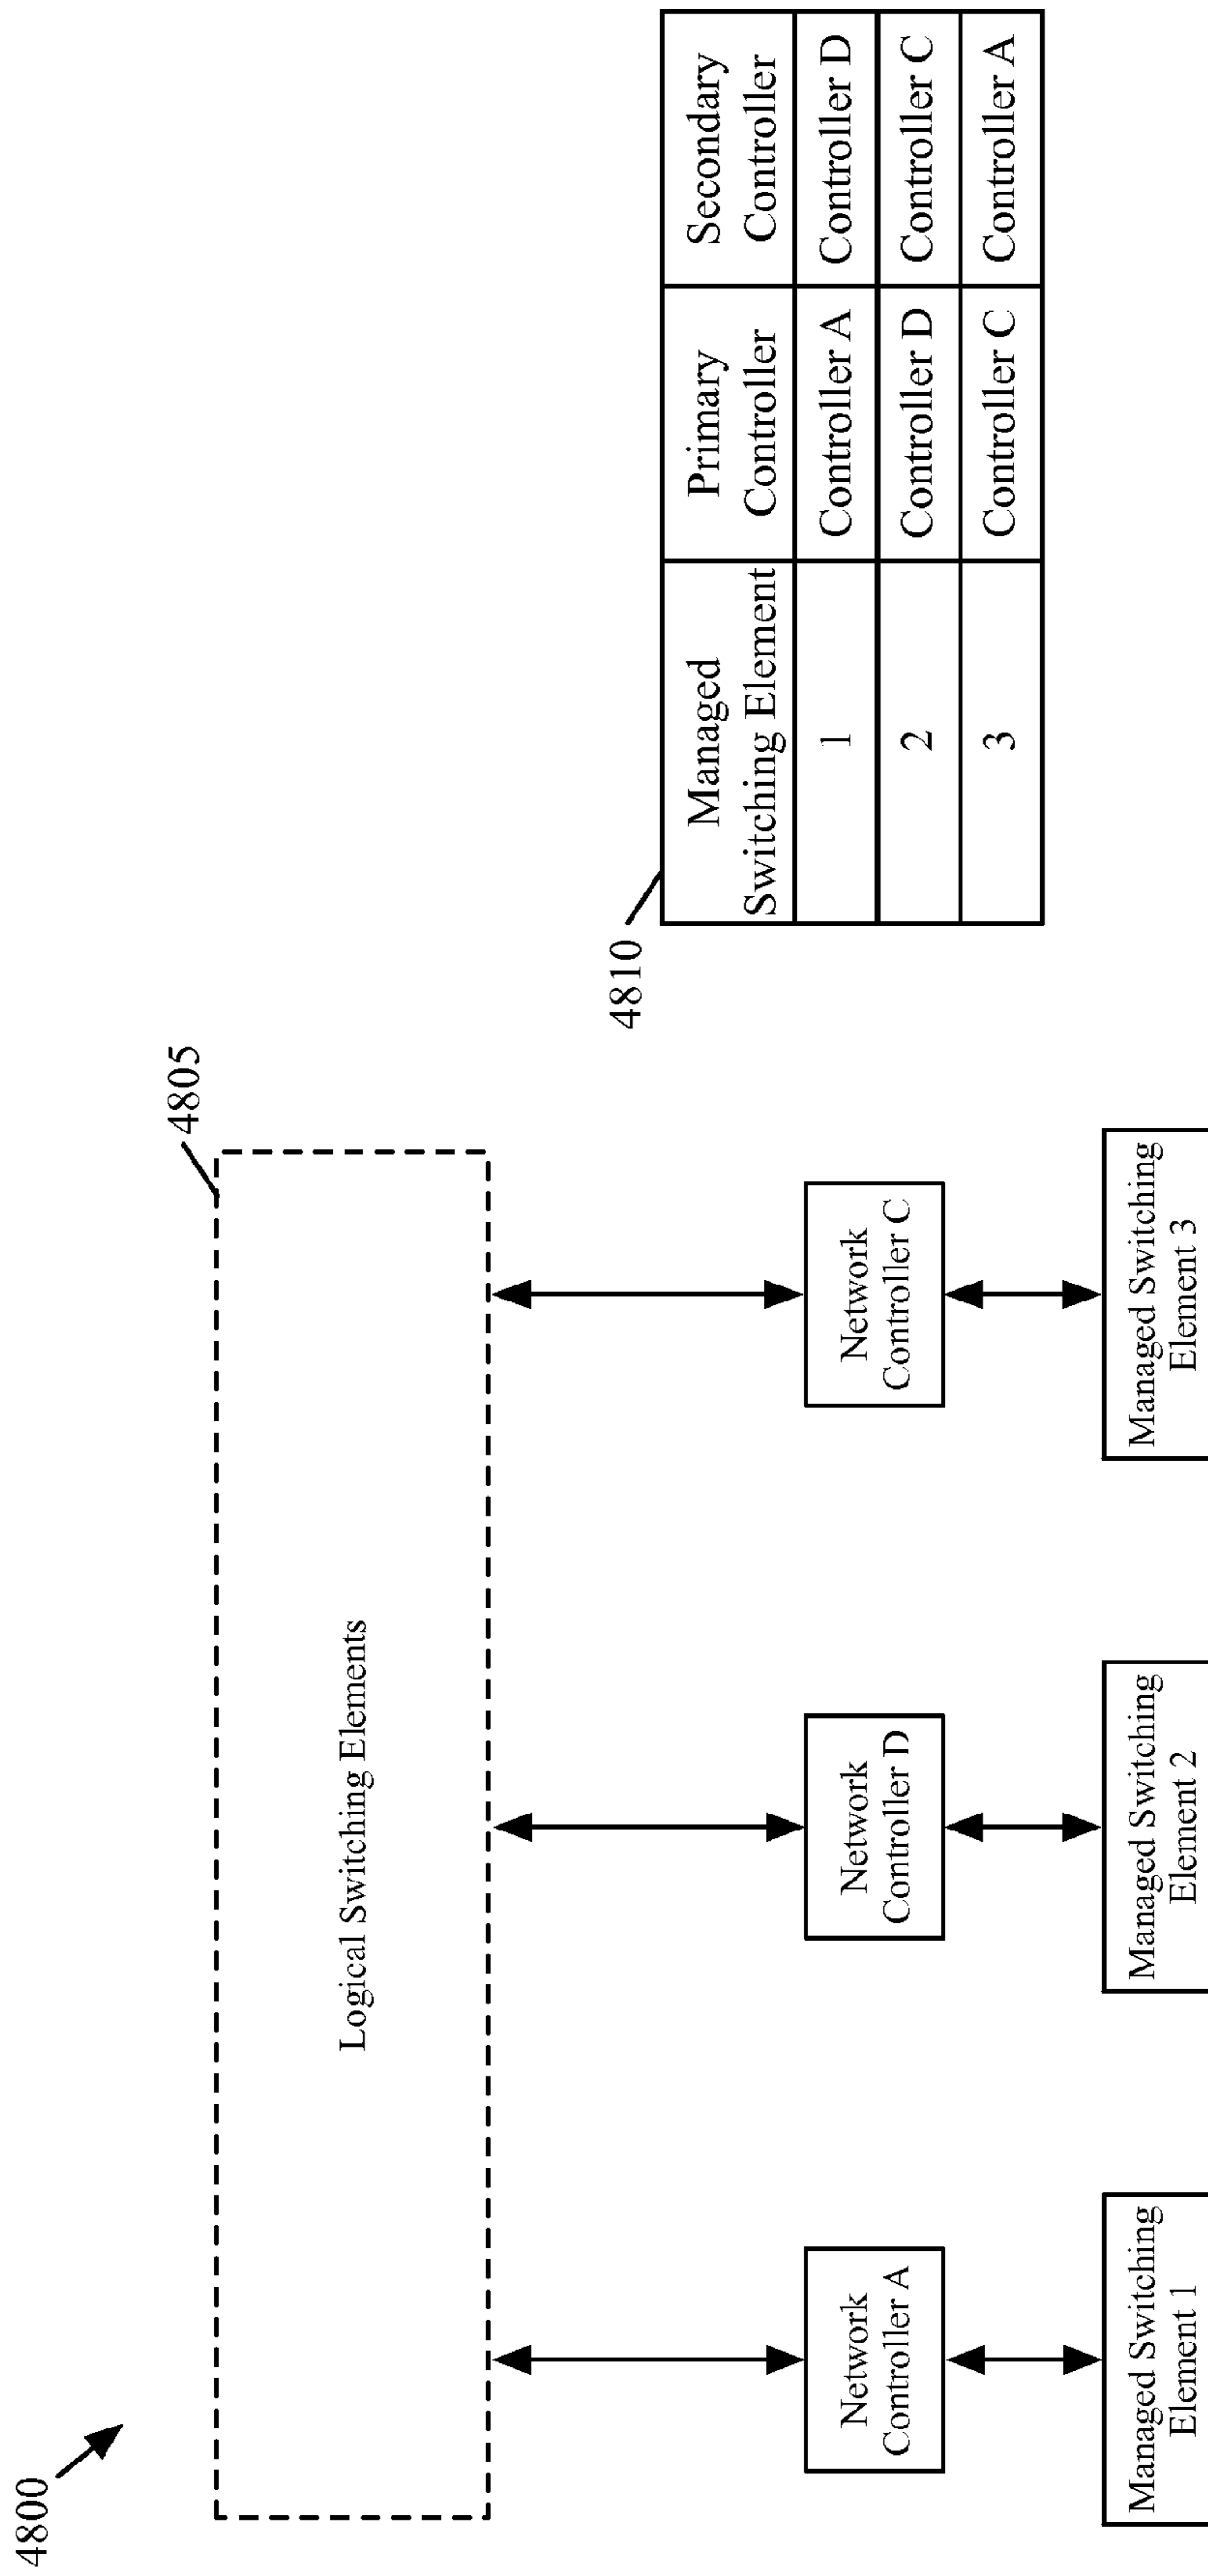 4800
4805
Logical Switching Elements
Network
Controller A
Network
Controller D
Network
Controller C
Managed Switching
Element 1
Managed Switching
Element 2
Managed Switching
Element 3
4810
Managed
Switching Element
Primary
Controller
Secondary
Controller
1
Controller A
Controller D
2
Controller D
Controller C
3
Controller C
Controller A